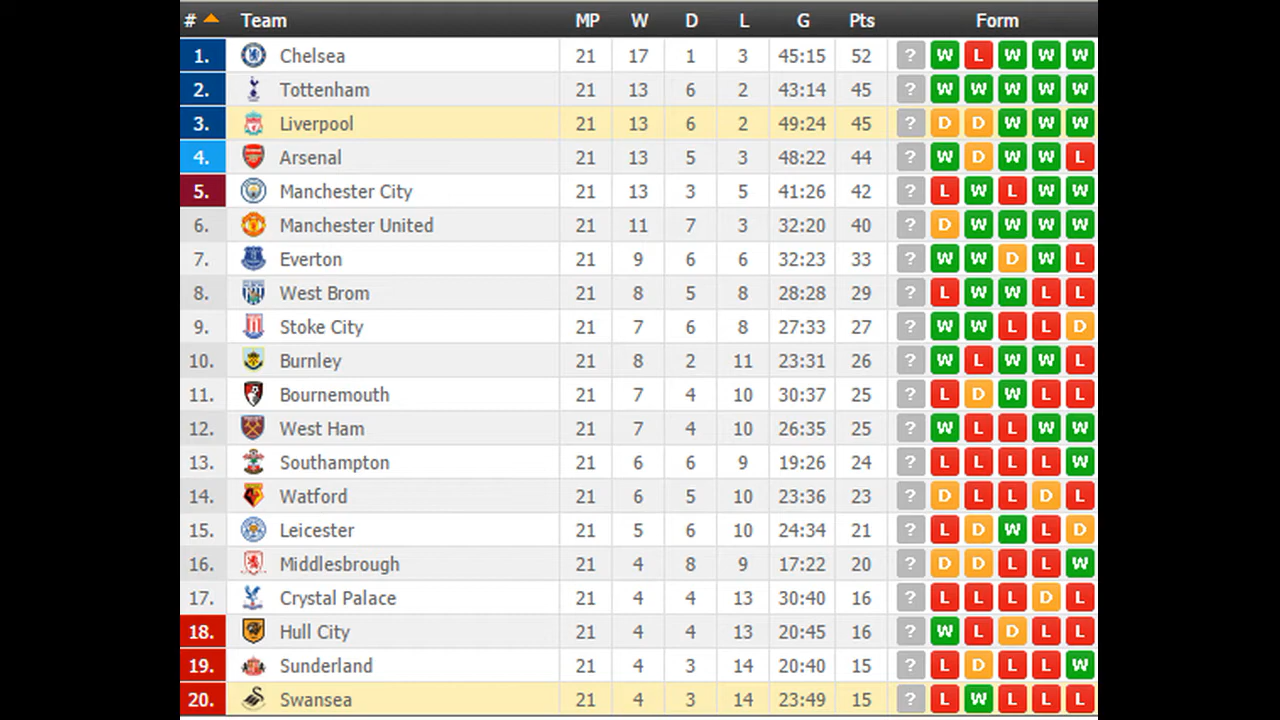 # Team MP W D L G Pts Form
1. Chelsea 21 17 1 3 45:15 52 ? W L W W W
2. Tottenham 21 13 6 2 43:14 45 ? W W W W W
3. Liverpool 21 13 6 2 49:24 45 ? D D W W W
4. Arsenal 21 13 5 3 48:22 44 ? W D W W L
5. Manchester City 21 13 3 5 41:26 42 ? L W L W W
6. Manchester United 21 11 7 3 32:20 40 ? D W W W W
7. Everton 21 9 6 6 32:23 33 ? W W D W L
8. West Brom 21 8 5 8 28:28 29 ? L W W L L
9. Stoke City 21 7 6 8 27:33 27 ? W W L L D
10. Burnley 21 8 2 11 23:31 26 ? W L W W L
11. Bournemouth 21 7 4 10 30:37 25 ? L D W L L
12. West Ham 21 7 4 10 26:35 25 ? W L L W W
13. Southampton 21 6 6 9 19:26 24 ? L L L L W
14. Watford 21 6 5 10 23:36 23 ? D L L D L
15. Leicester 21 5 6 10 24:34 21 ? L D W L D
16. Middlesbrough 21 4 8 9 17:22 20 ? D D L L W
17. Crystal Palace 21 4 4 13 30:40 16 ? L L L D L
18. Hull City 21 4 4 13 20:45 16 ? W L D L L
19. Sunderland 21 4 3 14 20:40 15 ? L D L L W
20. Swansea 21 4 3 14 23:49 15 ? L W L L L